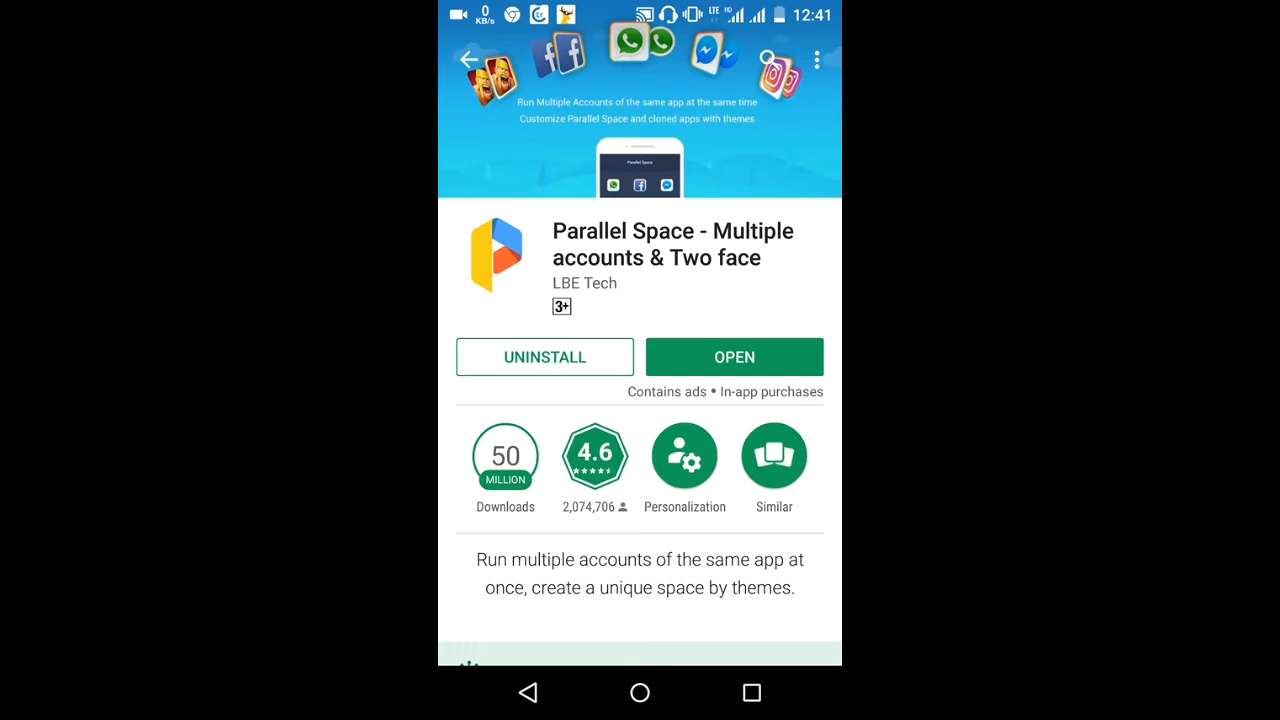 0
KB/s
LTE
HD
12:41
Run Multiple Accounts of the same app at the same time
Customize Parallel Space and cloned apps with themes
Parallel Space
Parallel Space - Multiple
accounts & Two face
LBE Tech
3+
UNINSTALL
OPEN
Contains ads • In-app purchases
50
MILLION
Downloads
4.6
2,074,706
Personalization
Similar
Run multiple accounts of the same app at
once, create a unique space by themes.